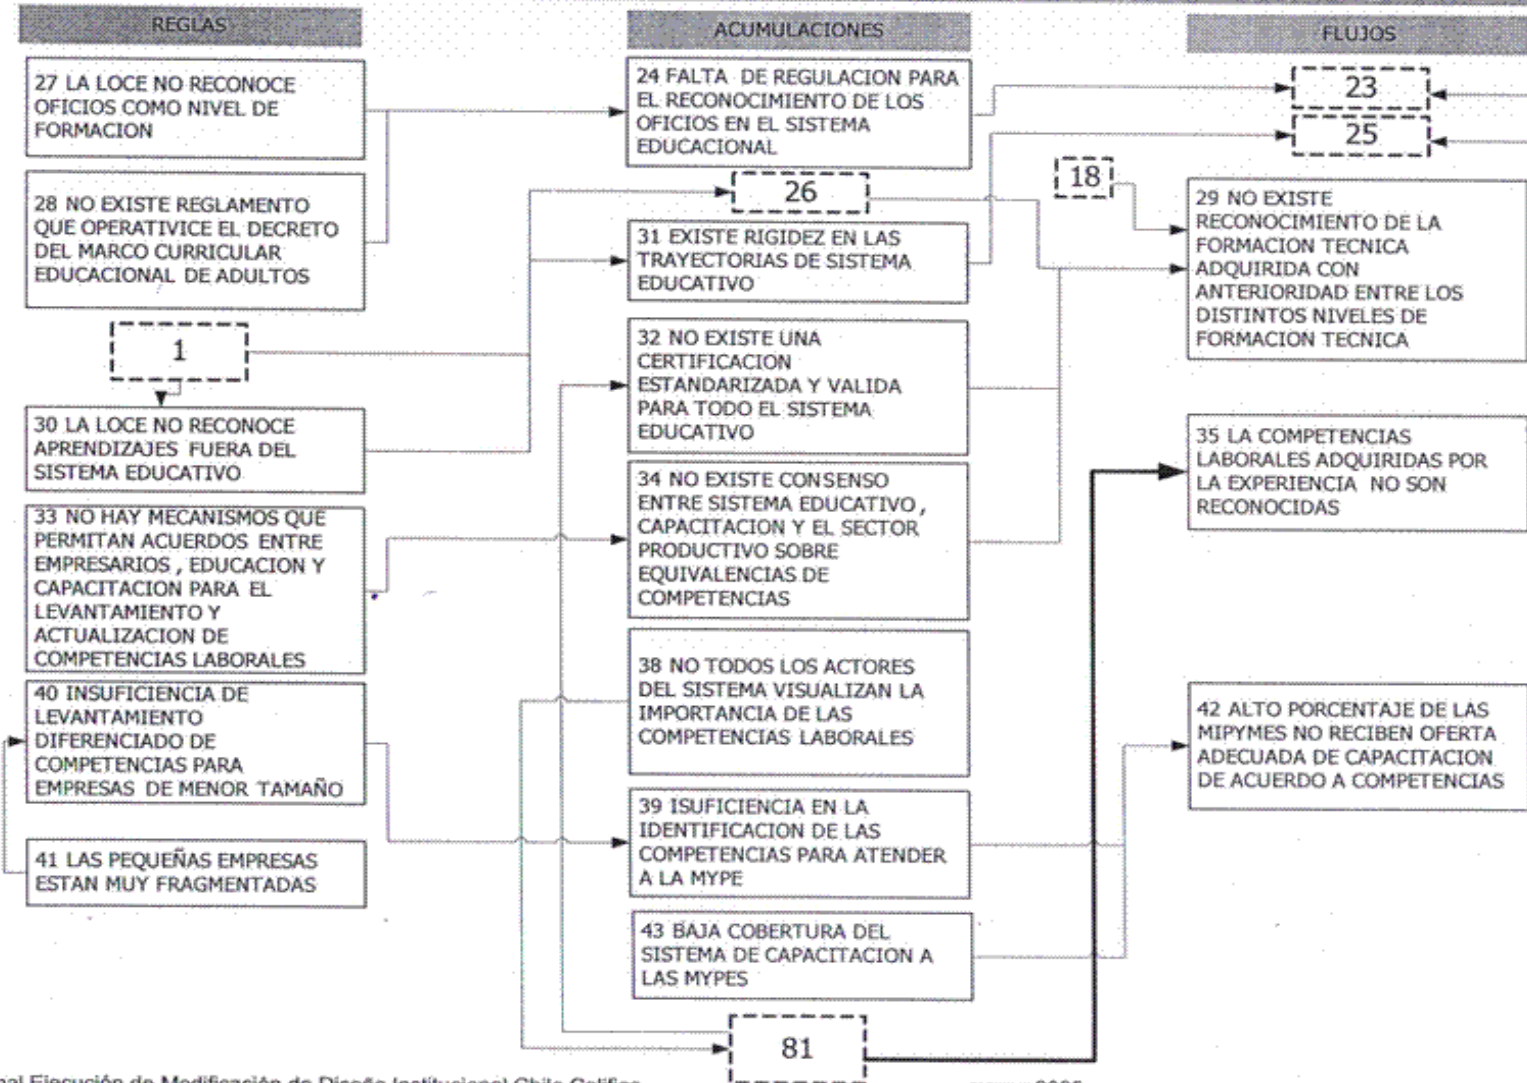 REGLAS
27 LA LOCE NO RECONOCE
OFICIOS COMO NIVEL DE
FORMACION
28 NO EXISTE REGLAMENTO
QUE OPERATIVICE EL DECRETO
DEL MARCO CURRICULAR
EDUCACIONAL DE ADULTOS
1
30 LA LOCE NO RECONOCE
APRENDIZAJES FUERA DEL
SISTEMA EDUCATIVO
33 NO HAY MECANISMOS QUE
PERMITAN ACUERDOS ENTRE
EMPRESARIOS , EDUCACION Y
CAPACITACION PARA EL
LEVANTAMIENTO Y
ACTUALIZACION DE
COMPETENCIAS LABORALES
40 INSUFICIENCIA DE
LEVANTAMIENTO
DIFERENCIADO DE
COMPETENCIAS PARA
EMPRESAS DE MENOR TAMAÑO
41 LAS PEQUEÑAS EMPRESAS
ESTAN MUY FRAGMENTADAS
ACUMULACIONES
24 FALTA DE REGULACION PARA
EL RECONOCIMIENTO DE LOS
OFICIOS EN EL SISTEMA
EDUCACIONAL
26
31 EXISTE RIGIDEZ EN LAS
TRAYECTORIAS DE SISTEMA
EDUCATIVO
32 NO EXISTE UNA
CERTIFICACION
ESTANDARIZADA Y VALIDA
PARA TODO EL SISTEMA
EDUCATIVO
34 NO EXISTE CONSENSO
ENTRE SISTEMA EDUCATIVO ,
CAPACITACION Y EL SECTOR
PRODUCTIVO SOBRE
EQUIVALENCIAS DE
COMPETENCIAS
38 NO TODOS LOS ACTORES
DEL SISTEMA VISUALIZAN LA
IMPORTANCIA DE LAS
COMPETENCIAS LABORALES
39 ISUFICIENCIA EN LA
IDENTIFICACION DE LAS
COMPETENCIAS PARA ATENDER
A LA MYPE
43 BAJA COBERTURA DEL
SISTEMA DE CAPACITACION A
LAS MYPES
81
FLUJOS
23
25
18
29 NO EXISTE
RECONOCIMIENTO DE LA
FORMACION TECNICA
ADQUIRIDA CON
ANTERIORIDAD ENTRE LOS
DISTINTOS NIVELES DE
FORMACION TECNICA
35 LA COMPETENCIAS
LABORALES ADQUIRIDAS POR
LA EXPERIENCIA NO SON
RECONOCIDAS
42 ALTO PORCENTAJE DE LAS
MIPYMES NO RECIBEN OFERTA
ADECUADA DE CAPACITACION
DE ACUERDO A COMPETENCIAS
Ejecución de Modificación de Diseño Institucional Chile Califica